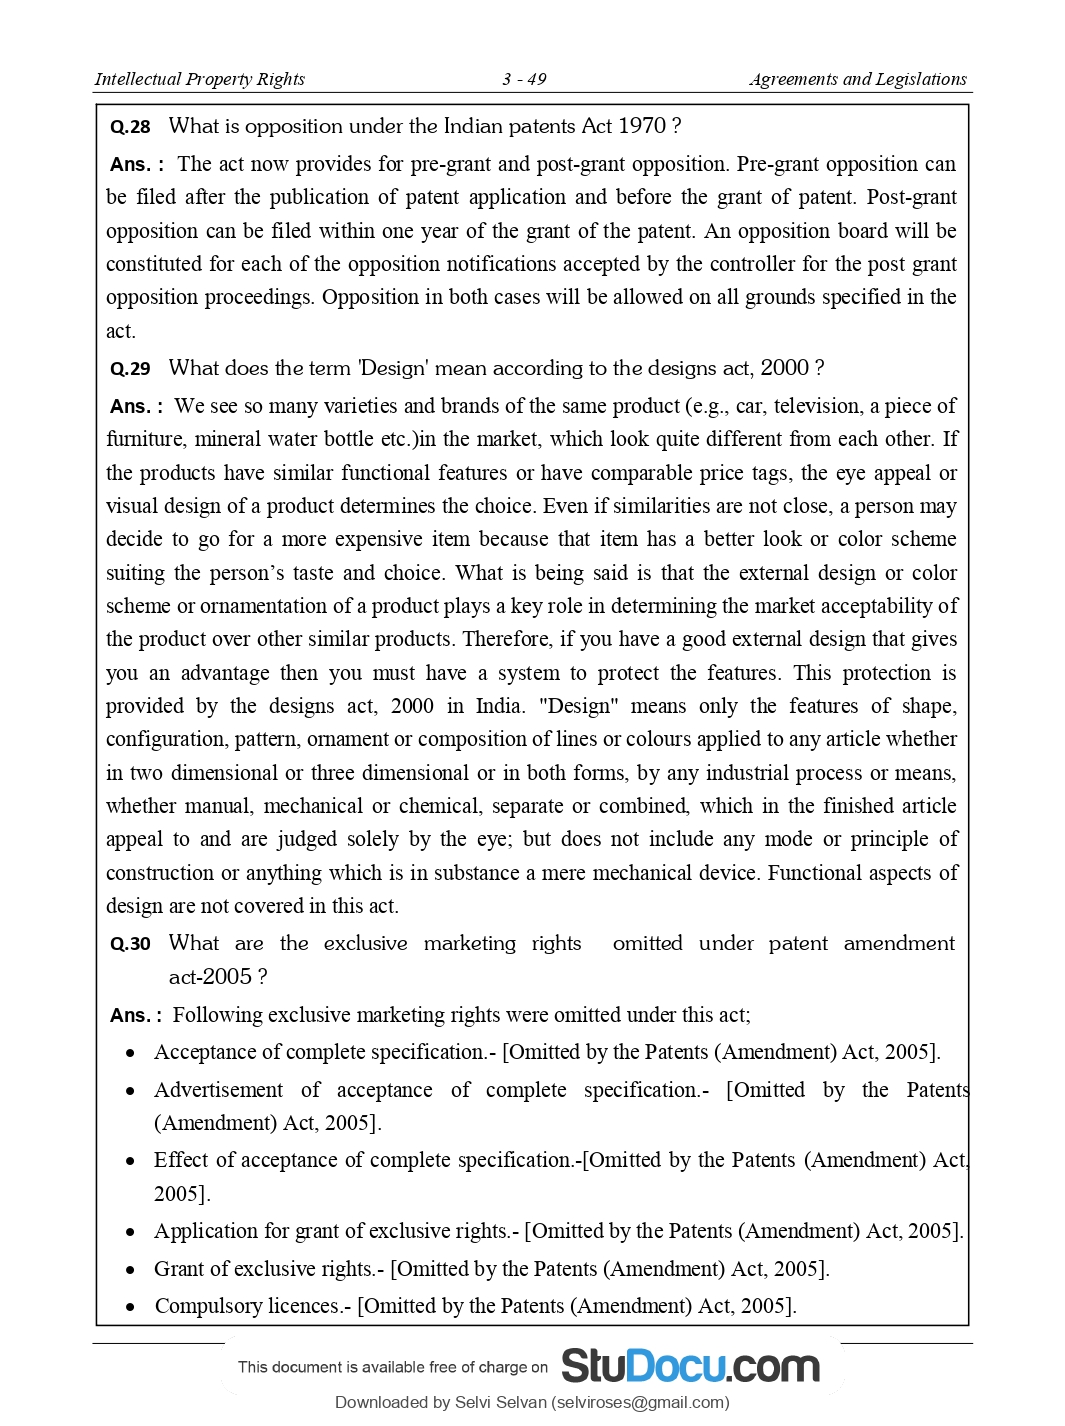 Intellectual Property Rights 3 - 49 Agreements and Legislations
Q.28 What is opposition under the Indian patents Act 1970 ?
Ans. : The act now provides for pre-grant and post-grant opposition. Pre-grant opposition can
be filed after the publication of patent application and before the grant of patent. Post-grant
opposition can be filed within one year of the grant of the patent. An opposition board will be
constituted for each of the opposition notifications accepted by the controller for the post grant
opposition proceedings. Opposition in both cases will be allowed on all grounds specified in the
act.
Q.29 What does the term 'Design' mean according to the designs act, 2000 ?
Ans. : We see so many varieties and brands of the same product (e.g., car, television, a piece of
furniture, mineral water bottle etc.)in the market, which look quite different from each other. If
the products have similar functional features or have comparable price tags, the eye appeal or
visual design of a product determines the choice. Even if similarities are not close, a person may
decide to go for a more expensive item because that item has a better look or color scheme
suiting the person’s taste and choice. What is being said is that the external design or color
scheme or ornamentation of a product plays a key role in determining the market acceptability of
the product over other similar products. Therefore, if you have a good external design that gives
you an advantage then you must have a system to protect the features. This protection is
provided by the designs act, 2000 in India. "Design" means only the features of shape,
configuration, pattern, ornament or composition of lines or colours applied to any article whether
in two dimensional or three dimensional or in both forms, by any industrial process or means,
whether manual, mechanical or chemical, separate or combined, which in the finished article
appeal to and are judged solely by the eye; but does not include any mode or principle of
construction or anything which is in substance a mere mechanical device. Functional aspects of
design are not covered in this act.
Q.30 What are the exclusive marketing rights omitted under patent amendment
act-2005 ?
Ans. : Following exclusive marketing rights were omitted under this act;
• Acceptance of complete specification.- [Omitted by the Patents (Amendment) Act, 2005].
• Advertisement of acceptance of complete specification.- [Omitted by the Patents
(Amendment) Act, 2005].
• Effect of acceptance of complete specification.-[Omitted by the Patents (Amendment) Act,
2005].
• Application for grant of exclusive rights.- [Omitted by the Patents (Amendment) Act, 2005].
• Grant of exclusive rights.- [Omitted by the Patents (Amendment) Act, 2005].
• Compulsory licences.- [Omitted by the Patents (Amendment) Act, 2005].
This document is available free of charge on StuDocu.com
Downloaded by Selvi Selvan (selviroses@gmail.com)